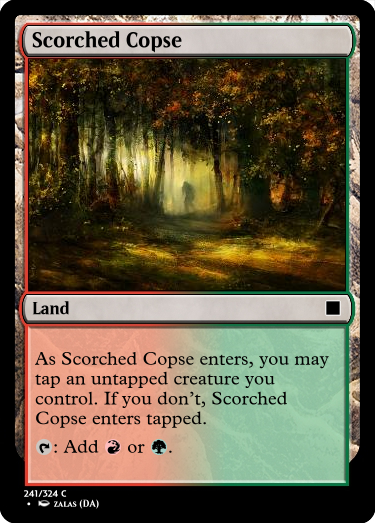 Scorched Copse
Land
As Scorched Copse enters, you may
tap an untapped creature you
control. If you don't, Scorched
Copse enters tapped.
: Add or .
241/324 C
• ZALAS (DA)